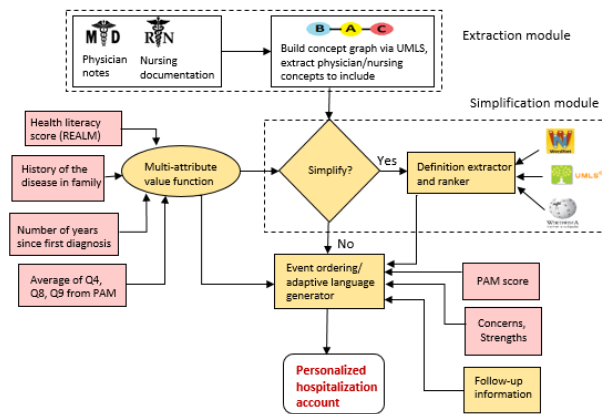 M D
R N
Physician
notes
Nursing
documentation
B A C
Build concept graph via UMLS,
extract physician/nursing
concepts to include
Extraction module
Simplification module
Health literacy
score (REALM)
History of the
disease in family
Number of years
since first diagnosis
Average of Q4,
Q8, Q9 from PAM
Multi-attribute
value function
Simplify?
Yes
No
Definition extractor
and ranker
W
WordNet
UMLS
WIKIPEDIA
Event ordering/
adaptive language
generator
PAM score
Concerns,
Strengths
Follow-up
information
Personalized
hospitalization
account